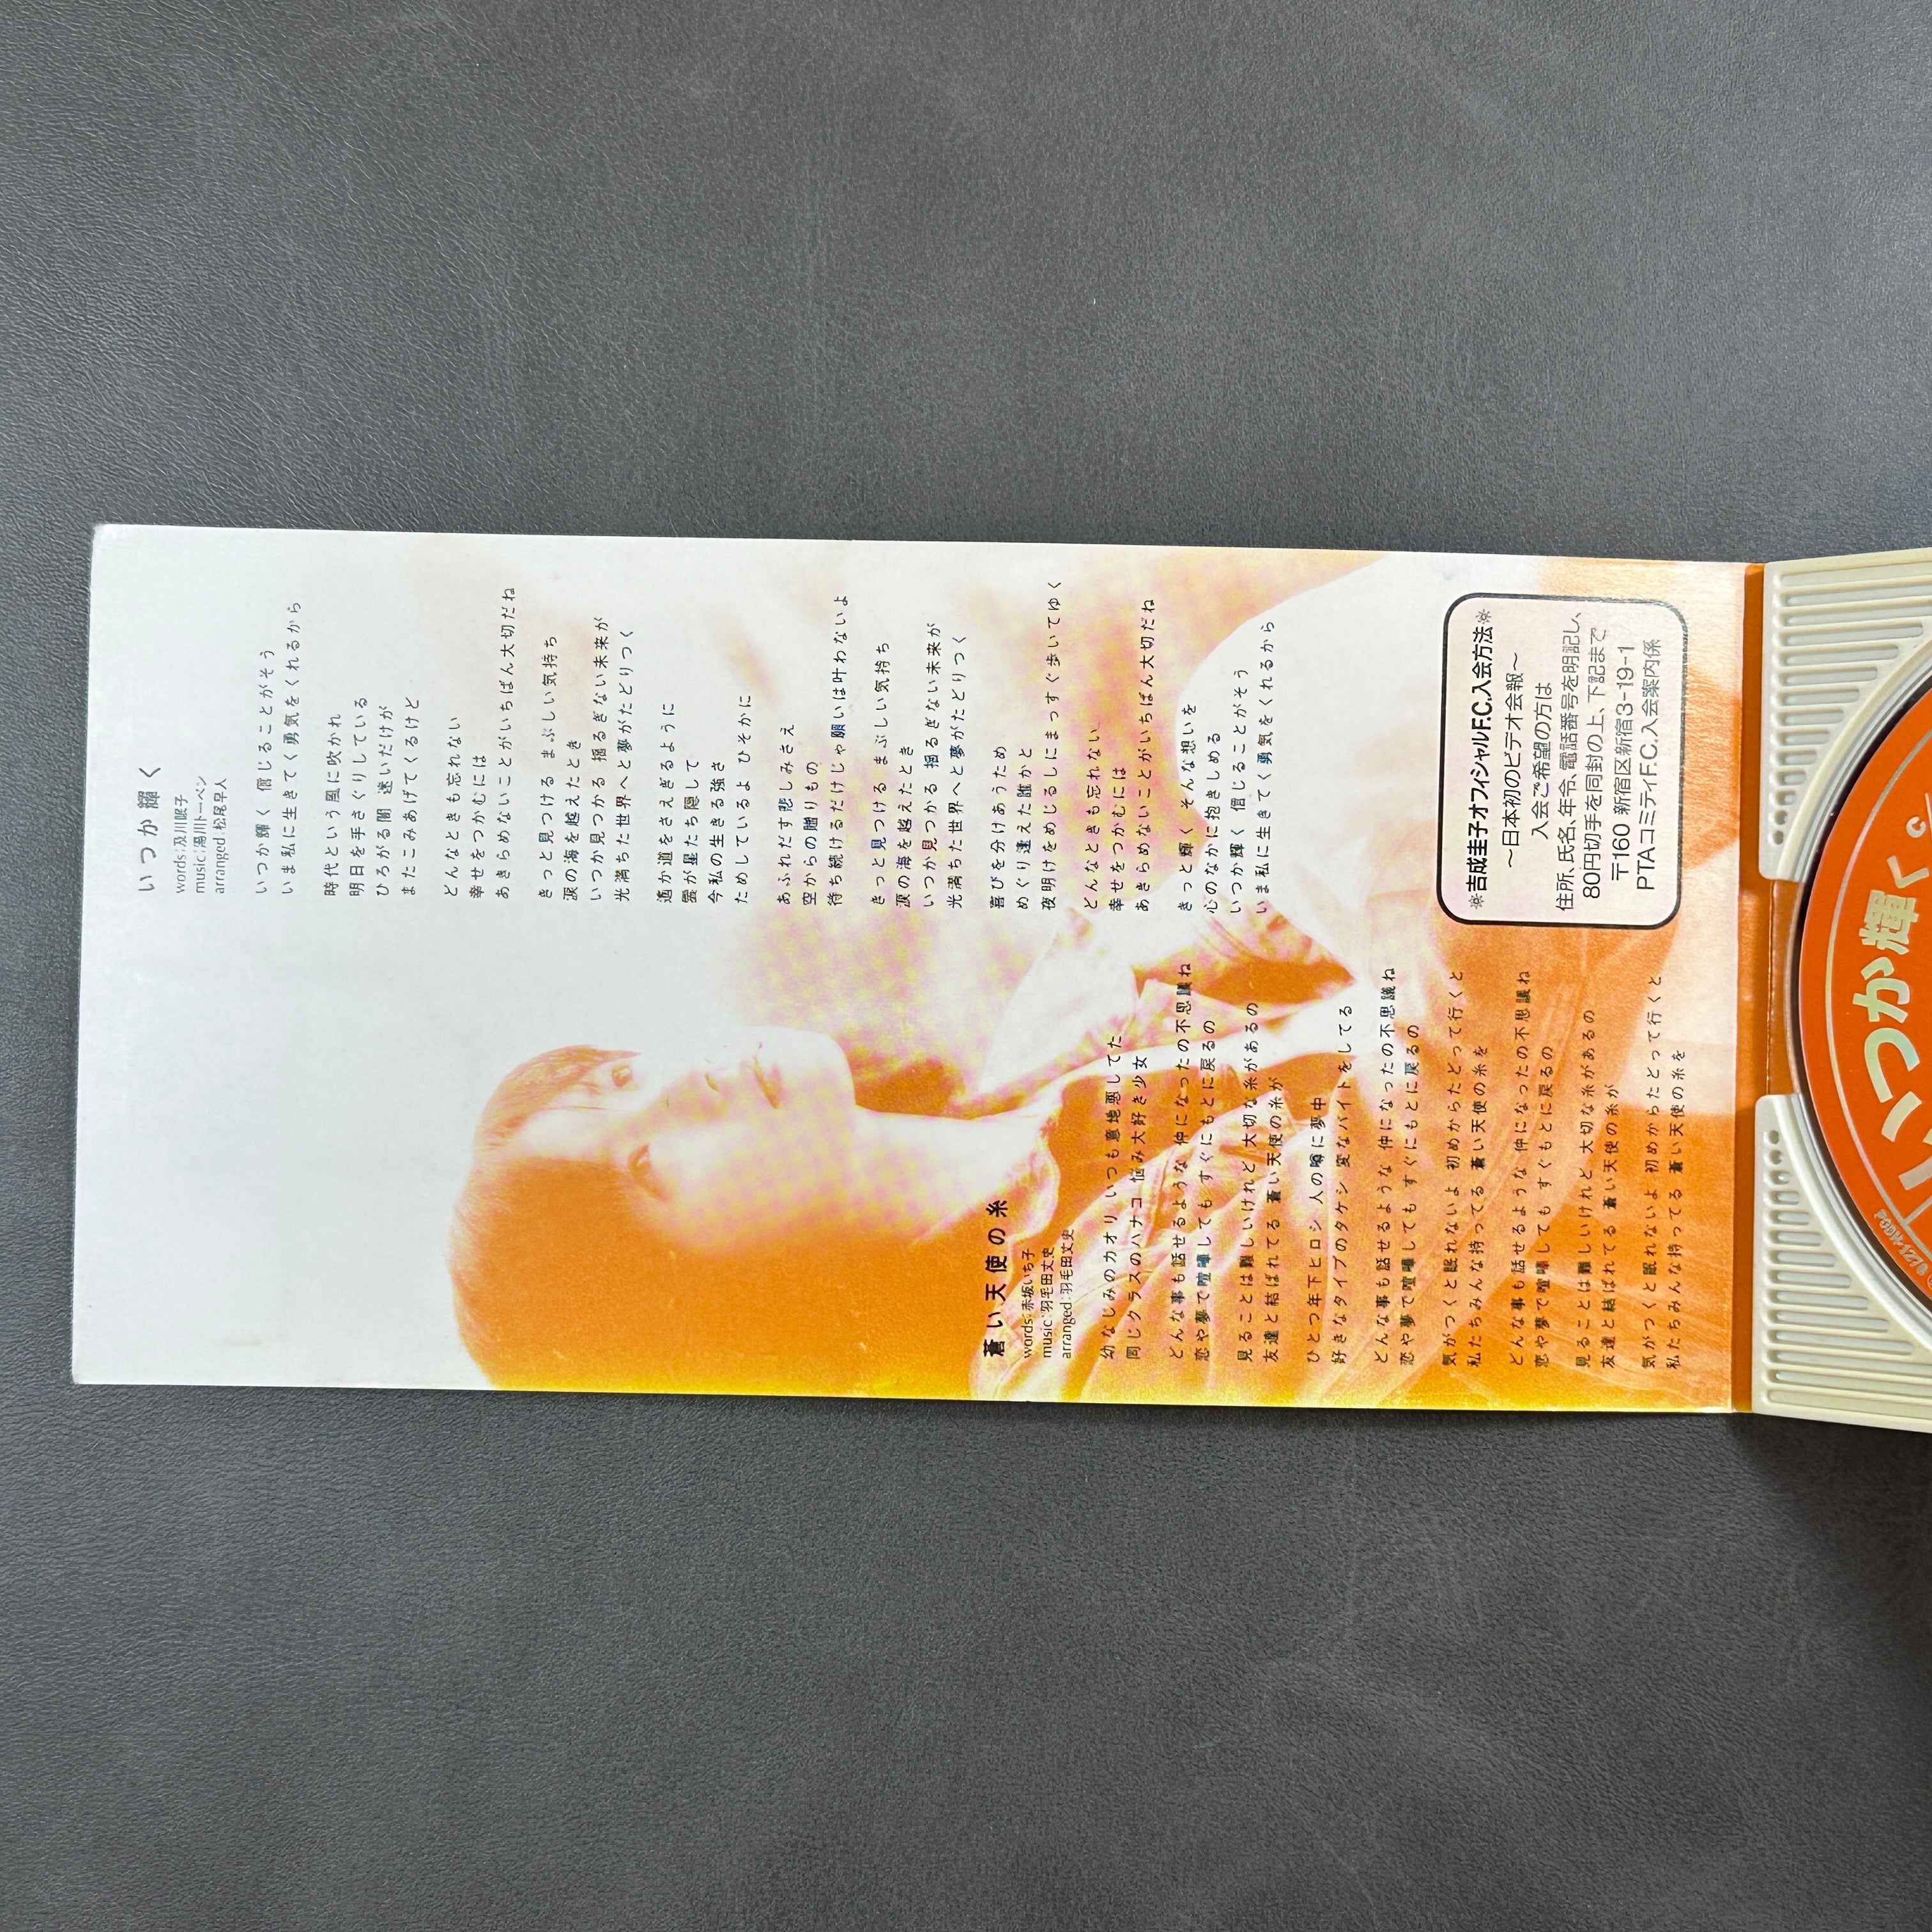 いつか輝く
words:及川眠子
music:湯川トーベン
arranged:松尾早人
いつか輝く 信じることがそう
いま私に生きてく勇気をくれるから
時代という風に吹かれ
明日を手さぐりしている
ひろがる闇 迷いだけが
またこみあげてくるけど
どんなときも忘れない
幸せをつかむには
あきらめないことがいちばん大切だね
きっと見つける まぶしい気持ち
涙の海を越えたとき
いつか見つかる 揺るぎない未来が
光満ちた世界へと夢がたどりつく
遙か道をさえぎるように
雲が星たち隠して
今私の生きる強さ
ためしているよ ひそかに
あふれだす悲しみさえ
空からの贈りもの
待ち続けるだけじゃ願いは叶わないよ
きっと見つける まぶしい気持ち
涙の海を越えたとき
いつか見つかる 揺るぎない未来が
光満ちた世界へと夢がたどりつく
喜びを分けあうため
めぐり逢えた誰かと
夜明けをめじるしにまっすぐ歩いてゆく
どんなときも忘れない
幸せをつかむには
あきらめないことがいちばん大切だね
きっと輝く そんな想いを
心のなかに抱きしめる
いつか輝く 信じることがそう
いま私に生きてく勇気をくれるから
蒼い天使の糸
words:赤坂いち子
music:羽毛田丈史
arranged:羽毛田丈史
幼なじみのカオリ いつも意地悪してた
同じクラスのハナコ 悩み大好き少女
どんな事も話せるような 仲になったの不思議ね
恋や夢で喧嘩しても すぐにもとに戻るの
見ることは難しいけれど 大切な糸があるの
友達と結ばれてる 蒼い天使の糸が
ひとつ年下ヒロシ 人の噂に夢中
好きなタイプのタケシ 変なバイトをしてる
どんな事も話せるような 仲になったの不思議ね
恋や夢で喧嘩しても すぐにもとに戻るの
気がつくと眠れないよ 初めからたどって行くと
私たちみんな持ってる 蒼い天使の糸を
どんな事も話せるような 仲になったの不思議ね
恋や夢で喧嘩しても すぐもとに戻るの
見ることは難しいけれど 大切な糸があるの
友達と結ばれてる 蒼い天使の糸が
気がつくと眠れないよ 初めからたどって行くと
私たちみんな持ってる 蒼い天使の糸を
※吉成圭子オフィシャルF.C.入会方法※
〜日本初のビデオ会報〜
入会ご希望の方は
住所、氏名、年令、電話番号を明記し、
80円切手を同封の上、下記まで
〒160 新宿区新宿3-19-1
PTAコミティF.C.入会案内係
いつか輝く